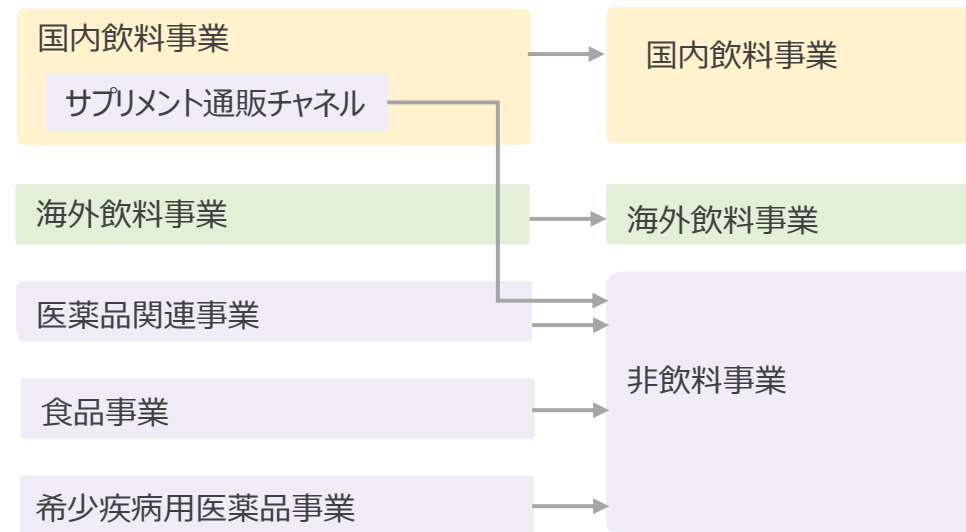 国内飲料事業
サプリメント通販チャネル
海外飲料事業
医薬品関連事業
食品事業
希少疾病用医薬品事業
国内飲料事業
海外飲料事業
非飲料事業